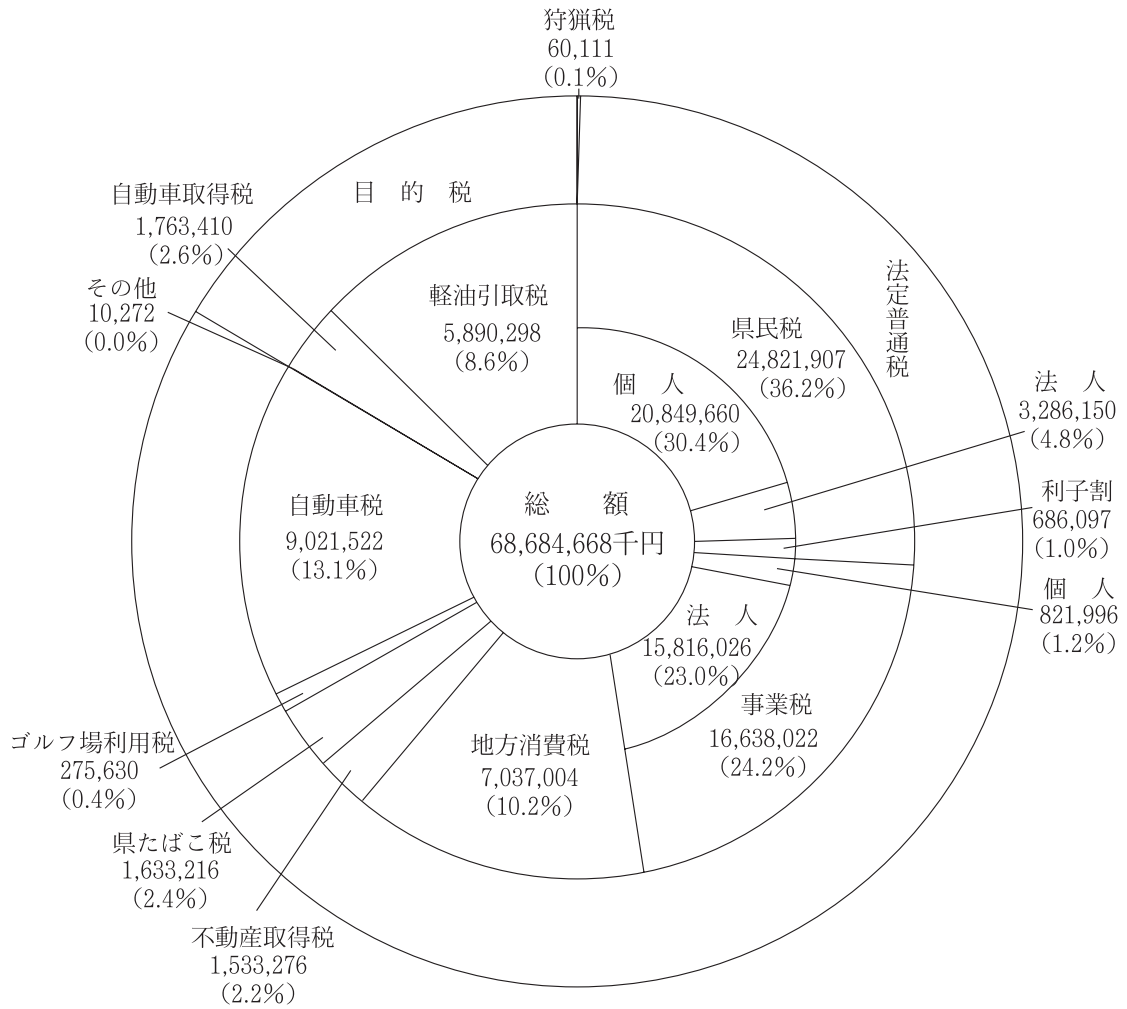 狩猟税
60,111
(0.1%)
目　的　税
法定普通税
県民税
24,821,907
(36.2%)
個　人
20,849,660
(30.4%)
法　人
3,286,150
(4.8%)
利子割
686,097
(1.0%)
個　人
821,996
(1.2%)
法　人
15,816,026
(23.0%)
事業税
16,638,022
(24.2%)
地方消費税
7,037,004
(10.2%)
不動産取得税
1,533,276
(2.2%)
県たばこ税
1,633,216
(2.4%)
ゴルフ場利用税
275,630
(0.4%)
自動車税
9,021,522
(13.1%)
その他
10,272
(0.0%)
自動車取得税
1,763,410
(2.6%)
軽油引取税
5,890,298
(8.6%)
総　　額
68,684,668千円
(100%)